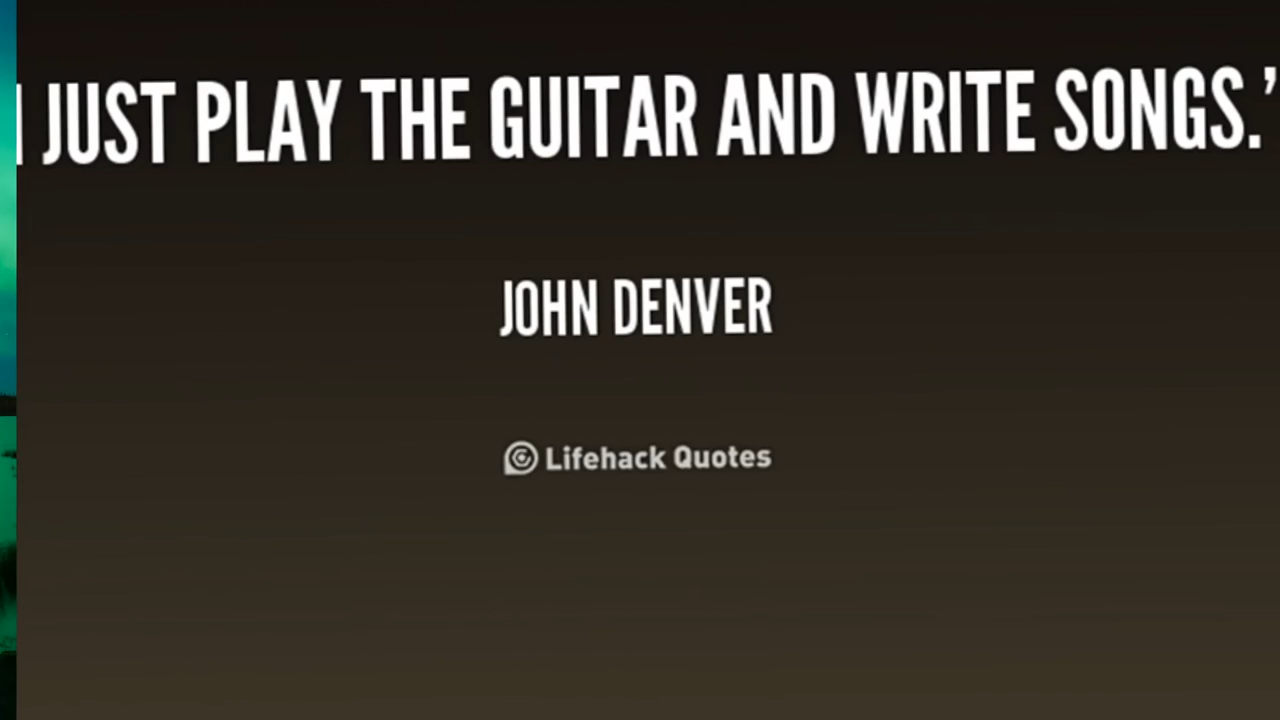 I JUST PLAY THE GUITAR AND WRITE SONGS.’
JOHN DENVER
Lifehack Quotes